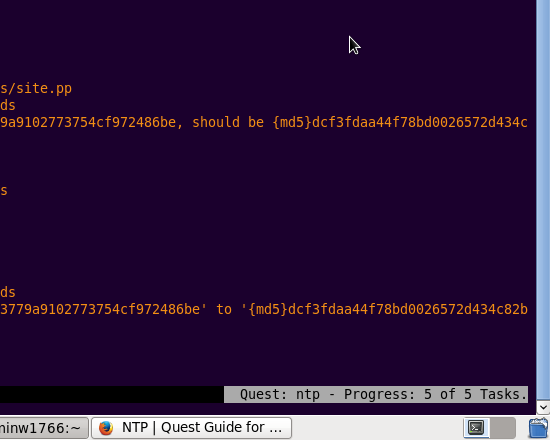 s/site.pp
ds
9a9102773754cf972486be, should be {md5}dcf3fdaa44f78bd0026572d434c
s
ds
3779a9102773754cf972486be' to '{md5}dcf3fdaa44f78bd0026572d434c82b
Quest: ntp - Progress: 5 of 5 Tasks.
minw1766:~
NTP | Quest Guide for ...